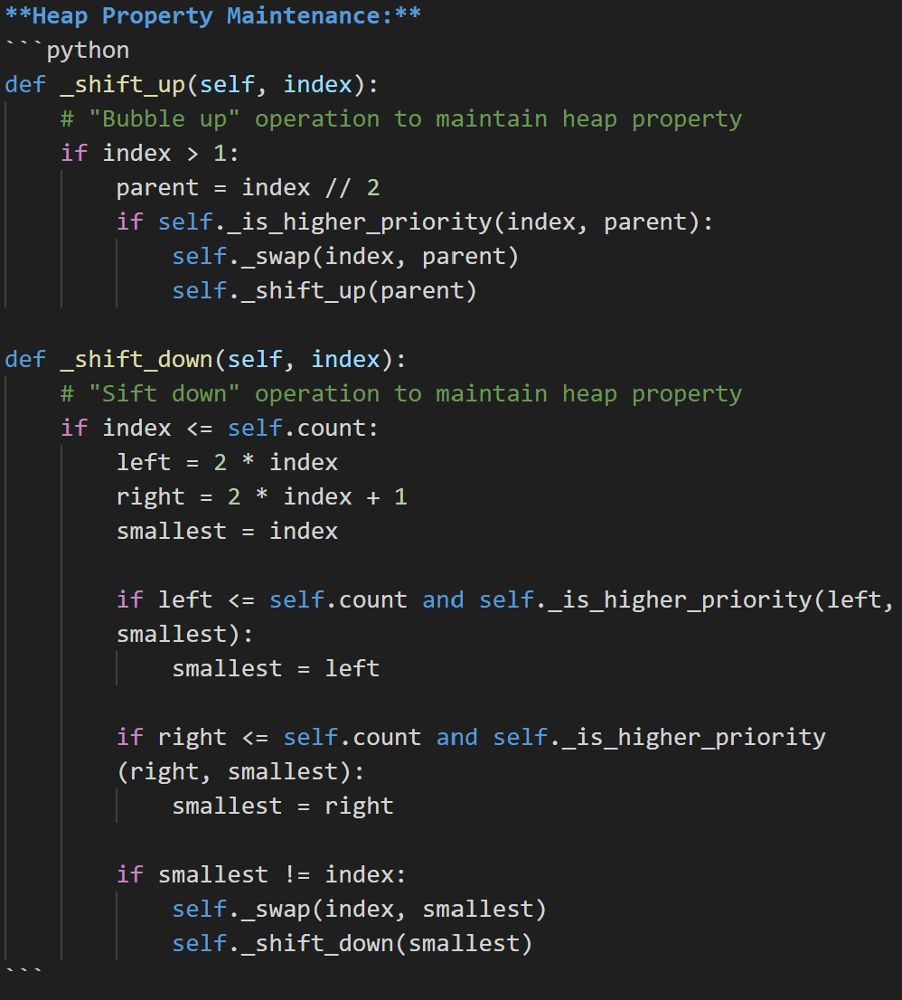 **Heap Property Maintenance:**
```python
def _shift_up(self, index):
    # "Bubble up" operation to maintain heap property
    if index > 1:
        parent = index // 2
        if self._is_higher_priority(index, parent):
            self._swap(index, parent)
            self._shift_up(parent)

def _shift_down(self, index):
    # "Sift down" operation to maintain heap property
    if index <= self.count:
        left = 2 * index
        right = 2 * index + 1
        smallest = index

        if left <= self.count and self._is_higher_priority(left,
        smallest):
            smallest = left

        if right <= self.count and self._is_higher_priority
        (right, smallest):
            smallest = right

        if smallest != index:
            self._swap(index, smallest)
            self._shift_down(smallest)
```